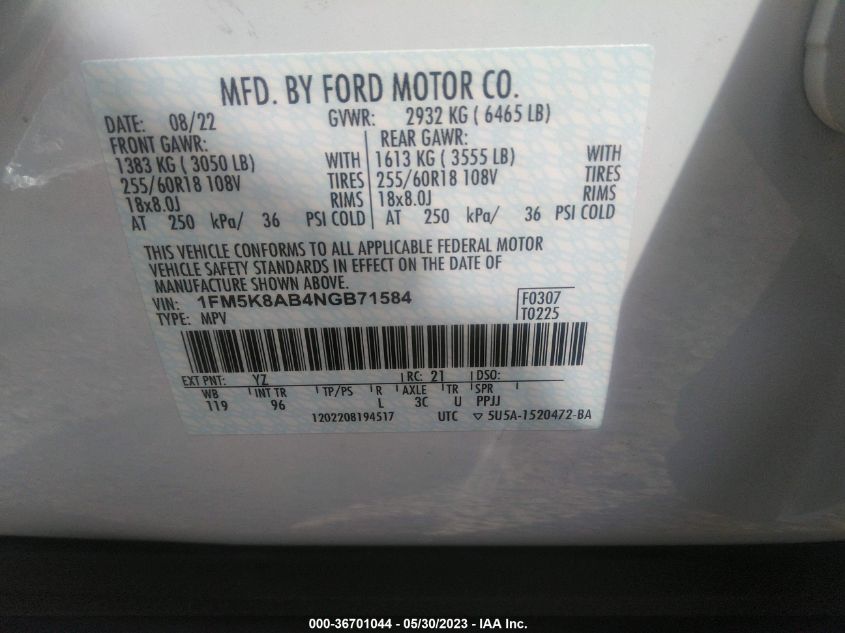 MFD. BY FORD MOTOR CO.
DATE: 08/22 GVWR: 2932 KG ( 6465 LB)
FRONT GAWR: REAR GAWR:
1383 KG ( 3050 LB) WITH 1613 KG ( 3555 LB) WITH
255/60R18 108V TIRES 255/60R18 108V TIRES
18x8.0J RIMS 18x8.0J RIMS
AT 250 kPa/ 36 PSI COLD AT 250 kPa/ 36 PSI COLD
THIS VEHICLE CONFORMS TO ALL APPLICABLE FEDERAL MOTOR
VEHICLE SAFETY STANDARDS IN EFFECT ON THE DATE OF
MANUFACTURE SHOWN ABOVE.
VIN: 1FM5K8AB4NGB71584 F0307
TYPE: MPV T0225
EXT PNT: YZ RC: 21 DSO:
WB INT TR TP/PS R AXLE TR SPR
119 96 L 3C U PPJJ
1202208194517 UTC ▽ 5U5A-1520472-BA
000-36701044 — 05/30/2023 — IAA Inc.